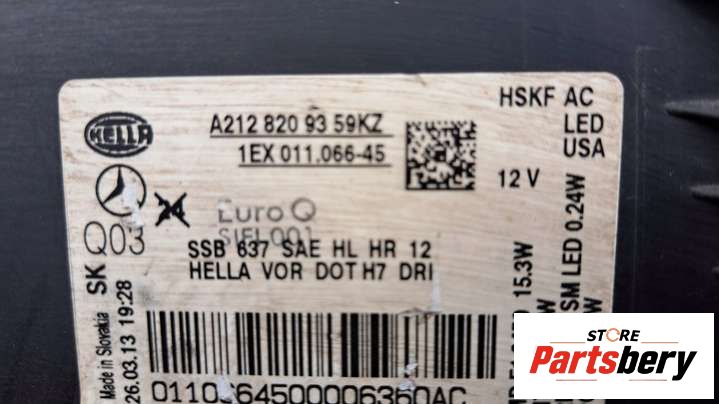 HELLA
A212 820 93 59KZ
1EX 011.066-45
HSKF AC
LED
USA
12 V
Euro Q
Q03
SSB 637 SAE HL HR 12
HELLA VOR DOT H7 DRI
SK
Made in Slovakia
26.03.13 19:28
15.3W
SM LED 0.24W
STORE
Partsbery